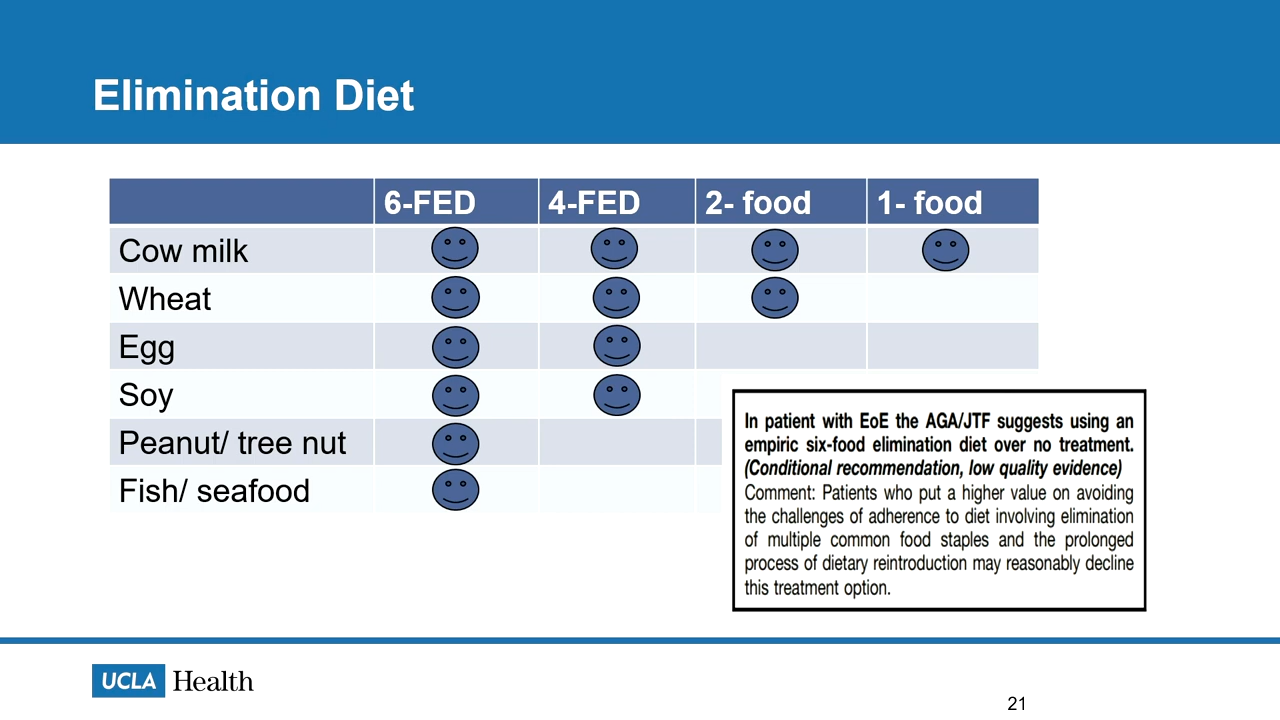 Elimination Diet
6-FED 4-FED 2- food 1- food
Cow milk
Wheat
Egg
Soy
Peanut/ tree nut
Fish/ seafood
In patient with EoE the AGA/JTF suggests using an
empiric six-food elimination diet over no treatment.
(Conditional recommendation, low quality evidence)
Comment: Patients who put a higher value on avoiding
the challenges of adherence to diet involving elimination
of multiple common food staples and the prolonged
process of dietary reintroduction may reasonably decline
this treatment option.
UCLA Health
21